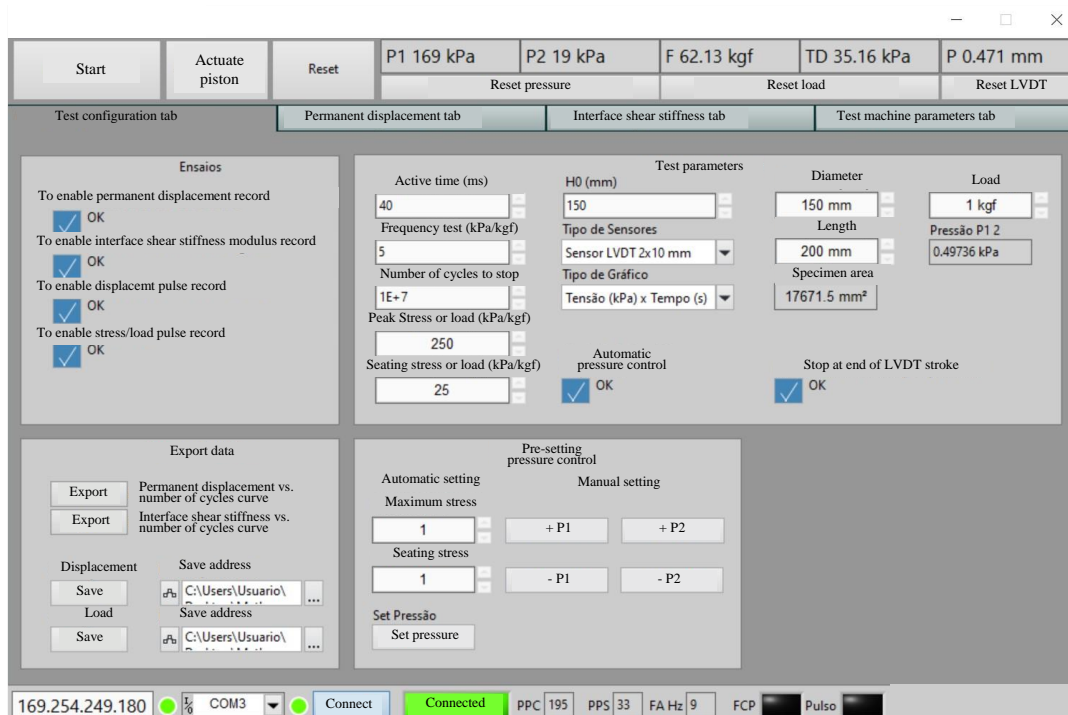 Start
Actuate
piston
Reset
P1 169 kPa
P2 19 kPa
F 62.13 kgf
TD 35.16 kPa
P 0.471 mm
Reset pressure
Reset load
Reset LVDT
Test configuration tab
Permanent displacement tab
Interface shear stiffness tab
Test machine parameters tab
Ensaios
To enable permanent displacement record
OK
To enable interface shear stiffness modulus record
OK
To enable displacemt pulse record
OK
To enable stress/load pulse record
OK
Test parameters
Active time (ms)
40
Frequency test (kPa/kgf)
5
Number of cycles to stop
1E+7
Peak Stress or load (kPa/kgf)
250
Seating stress or load (kPa/kgf)
25
H0 (mm)
150
Tipo de Sensores
Sensor LVDT 2x10 mm
Tipo de Gráfico
Tensão (kPa) x Tempo (s)
Automatic
pressure control
OK
Diameter
150 mm
Length
200 mm
Specimen area
17671.5 mm²
Stop at end of LVDT stroke
OK
Load
1 kgf
Pressão P1 2
0.49736 kPa
Export data
Export
Permanent displacement vs.
number of cycles curve
Export
Interface shear stiffness vs.
number of cycles curve
Displacement
Save address
Save
C:\Users\Usuario\
...
Load
Save address
Save
C:\Users\Usuario\
...
Pre-setting
pressure control
Automatic setting
Manual setting
Maximum stress
1
+ P1
+ P2
Seating stress
1
- P1
- P2
Set Pressão
Set pressure
169.254.249.180
COM3
Connect
Connected
PPC 195
PPS 33
FA Hz 9
FCP
Pulso